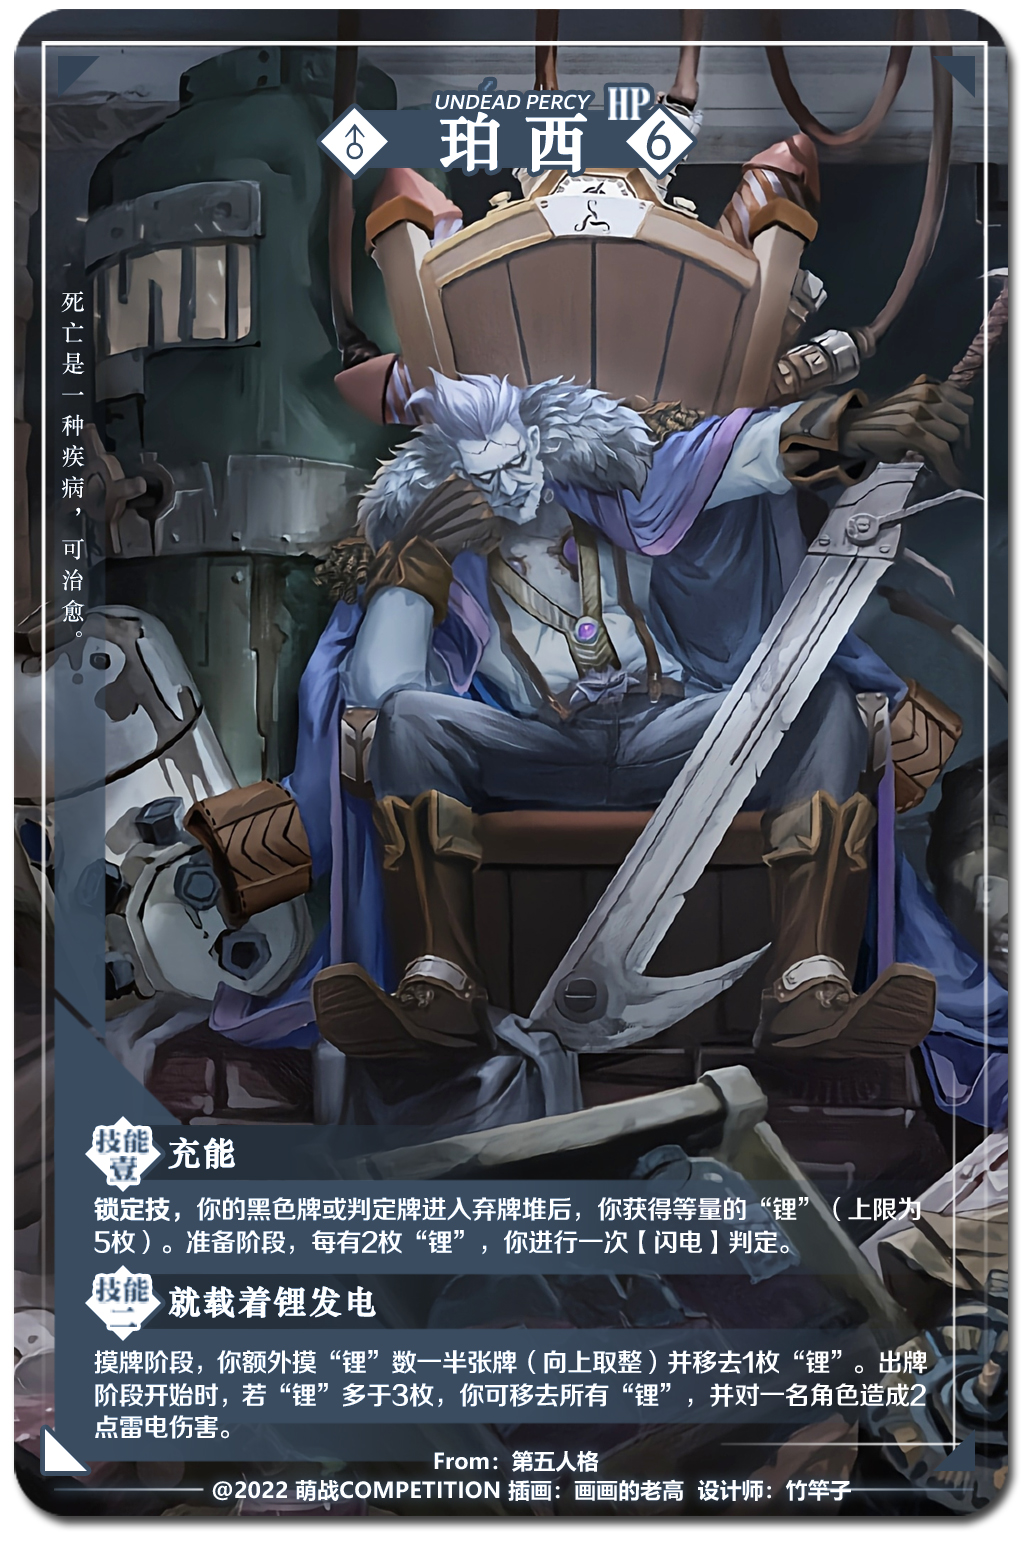 UNDEAD PERCY
HP
珀西
6
死亡是一种疾病，可治愈。
技能壹
充能
锁定技，你的黑色牌或判定牌进入弃牌堆后，你获得等量的“锂”（上限为
5枚）。准备阶段，每有2枚“锂”，你进行一次【闪电】判定。
技能二
就载着锂发电
摸牌阶段，你额外摸“锂”数一半张牌（向上取整）并移去1枚“锂”。出牌
阶段开始时，若“锂”多于3枚，你可移去所有“锂”，并对一名角色造成2
点雷电伤害。
From：第五人格
@2022 萌战COMPETITION 插画：画画的老高 设计师：竹竿子